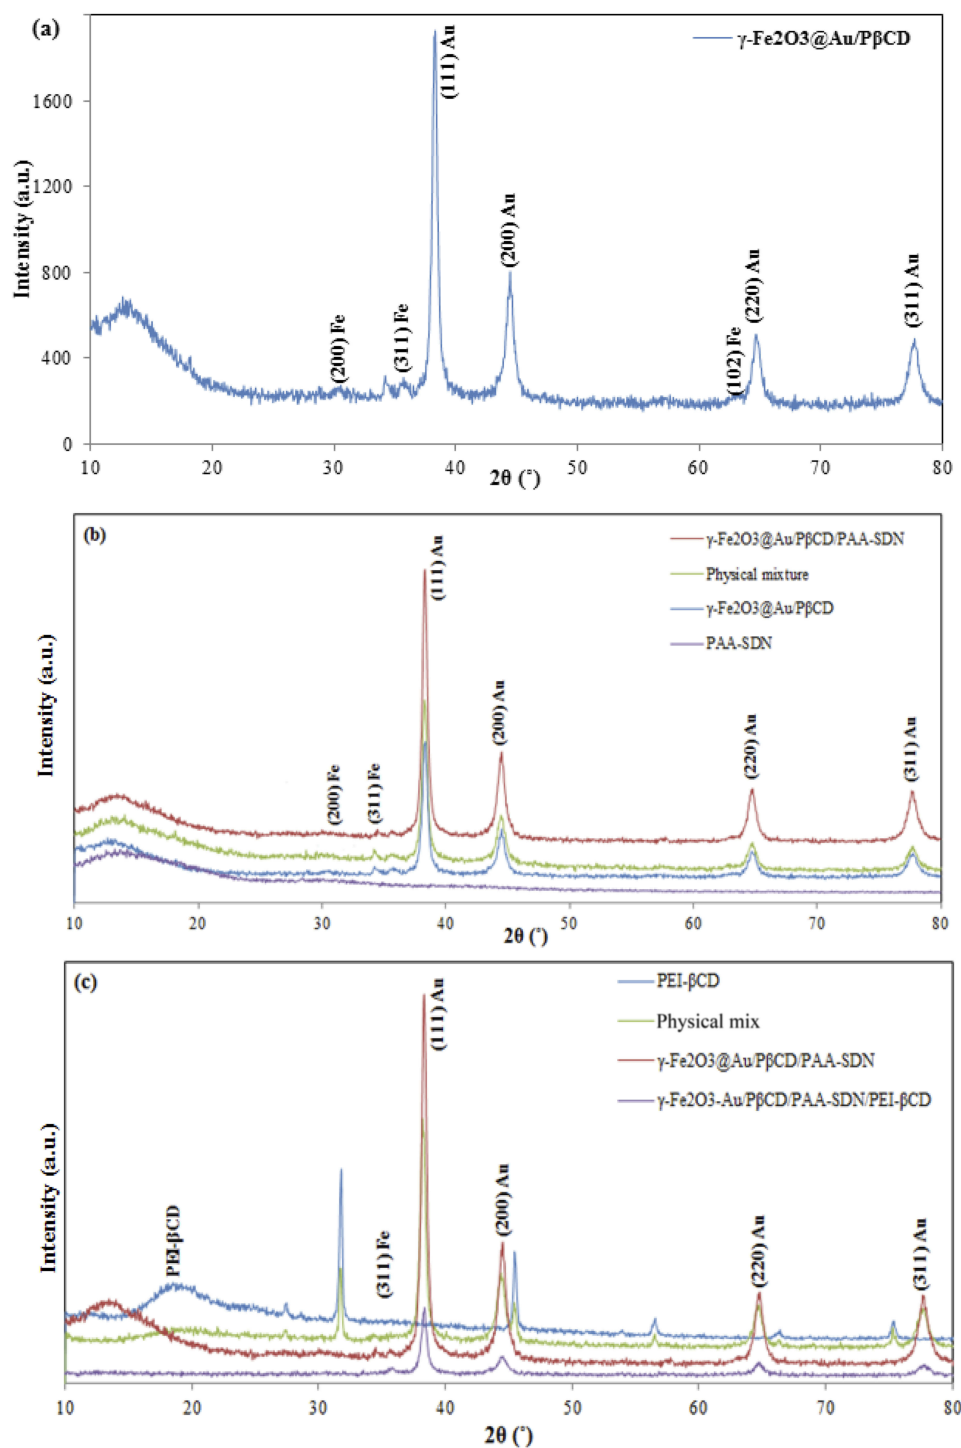 (a)
γ-Fe2O3@Au/PβCD
(111) Au
(200) Au
(220) Au
(311) Au
(200) Fe
(311) Fe
(102) Fe
Intensity (a.u.)
1600
1200
800
400
0
10 20 30 40 50 60 70 80
2θ (˚)
(b)
γ-Fe2O3@Au/PβCD/PAA-SDN
Physical mixture
γ-Fe2O3@Au/PβCD
PAA-SDN
(111) Au
(200) Au
(220) Au
(311) Au
(200) Fe
(311) Fe
Intensity (a.u.)
10 20 30 40 50 60 70 80
2θ (˚)
(c)
PEI-βCD
Physical mix
γ-Fe2O3@Au/PβCD/PAA-SDN
γ-Fe2O3-Au/PβCD/PAA-SDN/PEI-βCD
(111) Au
(200) Au
PEI-βCD
(311) Fe
(220) Au
(311) Au
Intensity (a.u.)
10 20 30 40 50 60 70 80
2θ (˚)